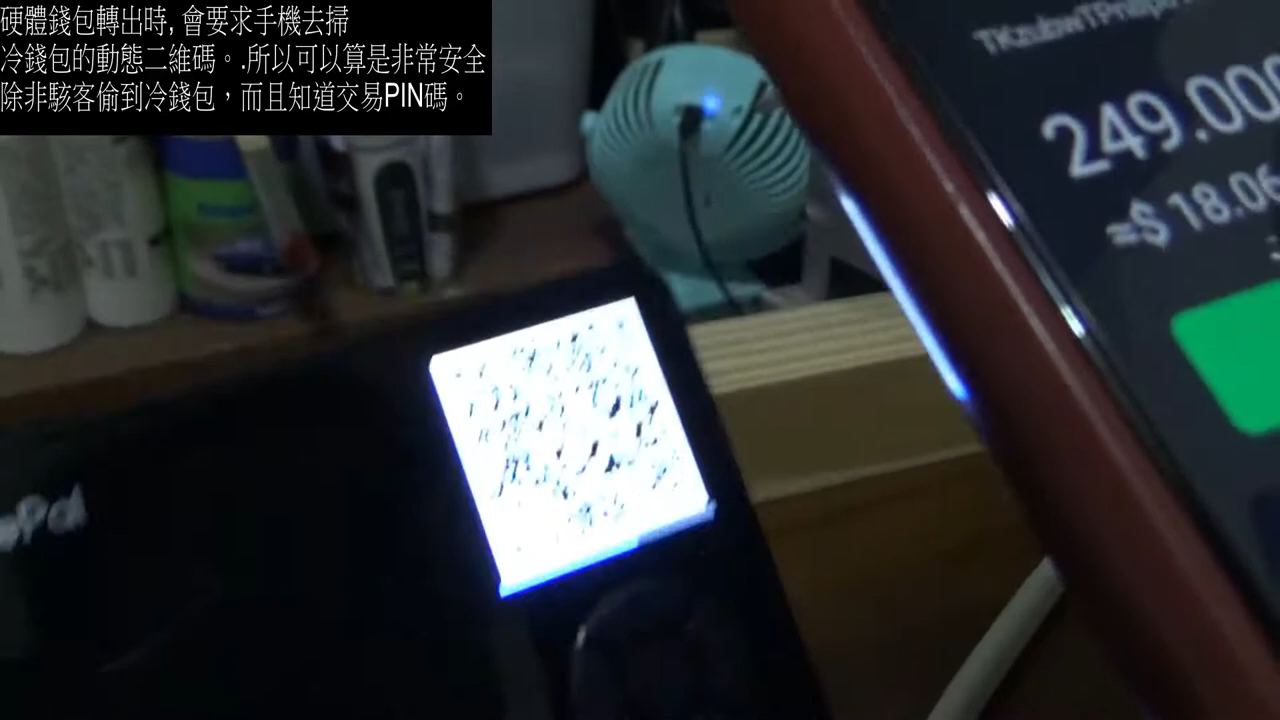 硬體錢包轉出時, 會要求手機去掃
冷錢包的動態二維碼。.所以可以算是非常安全
除非駭客偷到冷錢包，而且知道交易PIN碼。
249.00
≈$ 18.06